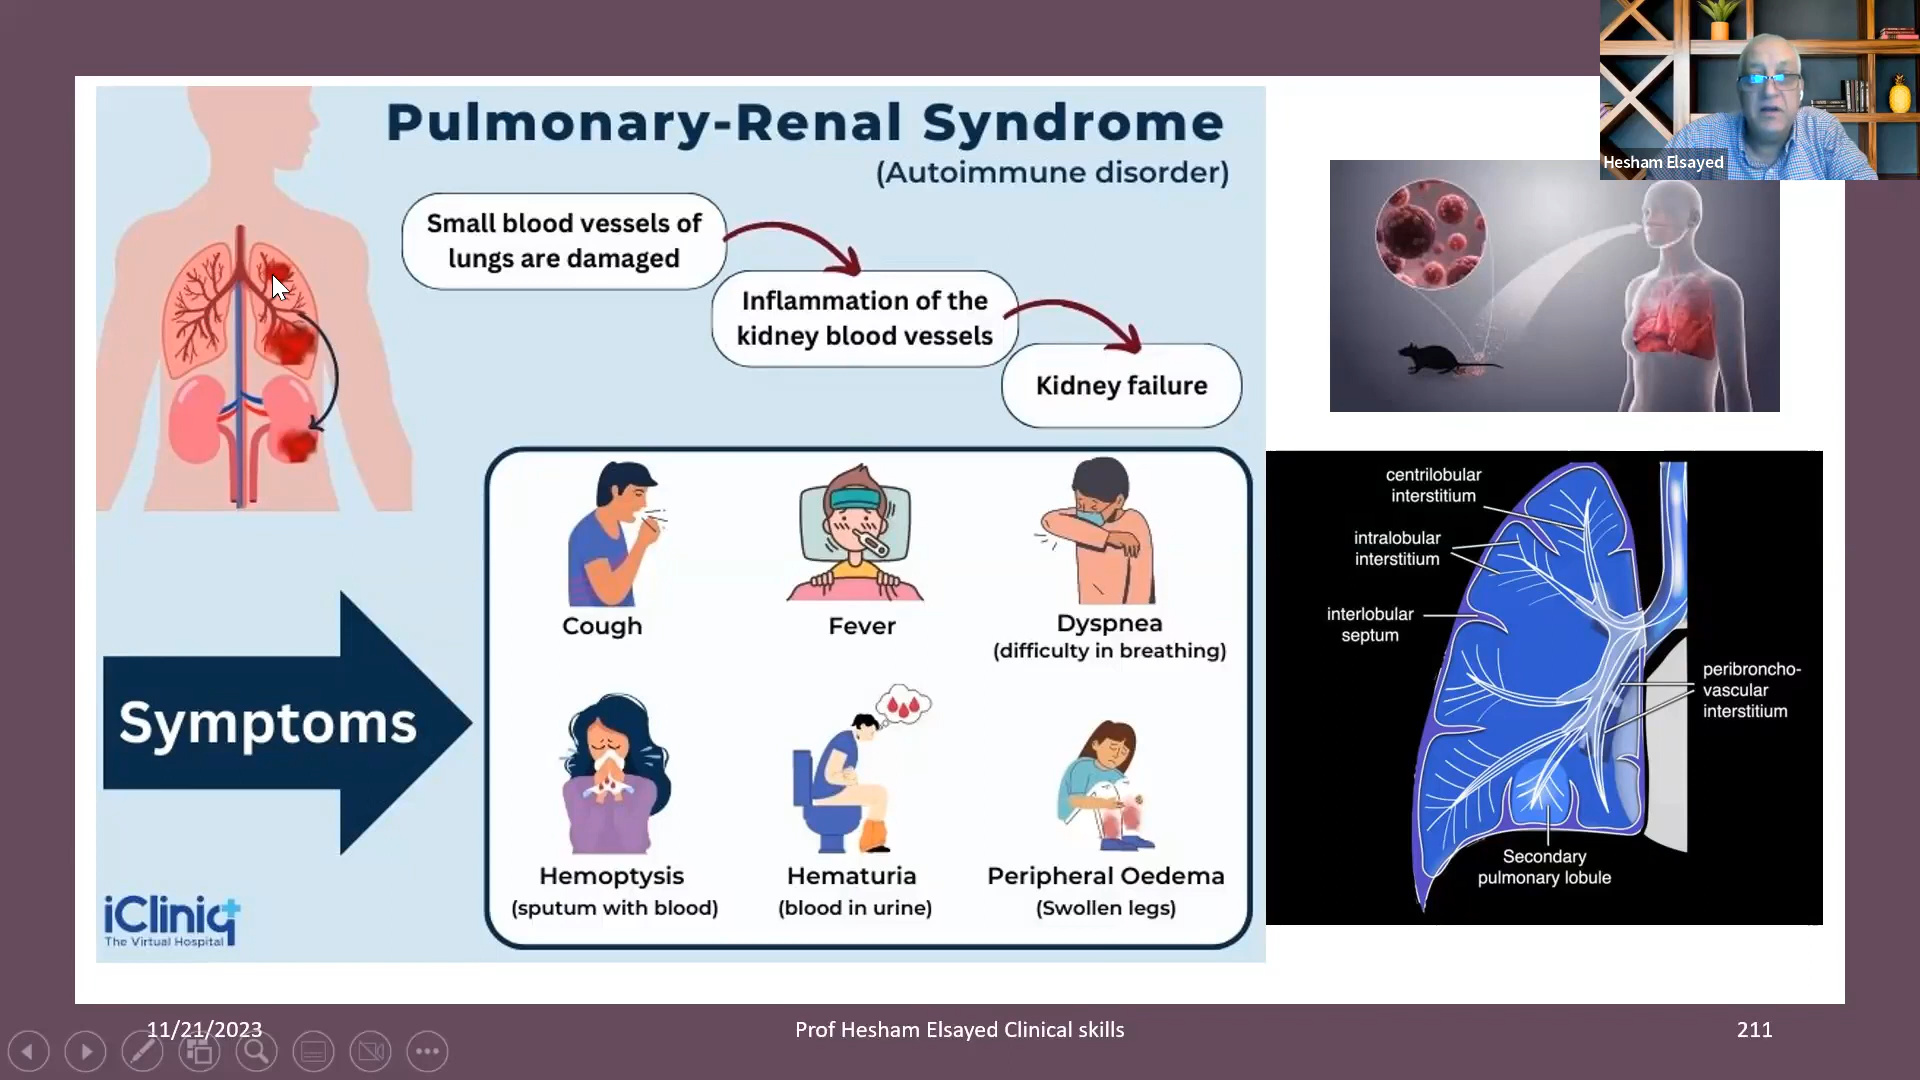 Pulmonary-Renal Syndrome
(Autoimmune disorder)
Small blood vessels of
lungs are damaged
Inflammation of the
kidney blood vessels
Kidney failure
Symptoms
Cough
Fever
Dyspnea
(difficulty in breathing)
Hemoptysis
(sputum with blood)
Hematuria
(blood in urine)
Peripheral Oedema
(Swollen legs)
iCliniq
The Virtual Hospital
Hesham Elsayed
centrilobular
interstitium
intralobular
interstitium
interlobular
septum
peribroncho-
vascular
interstitium
Secondary
pulmonary lobule
11/21/2023
Prof Hesham Elsayed Clinical skills
211